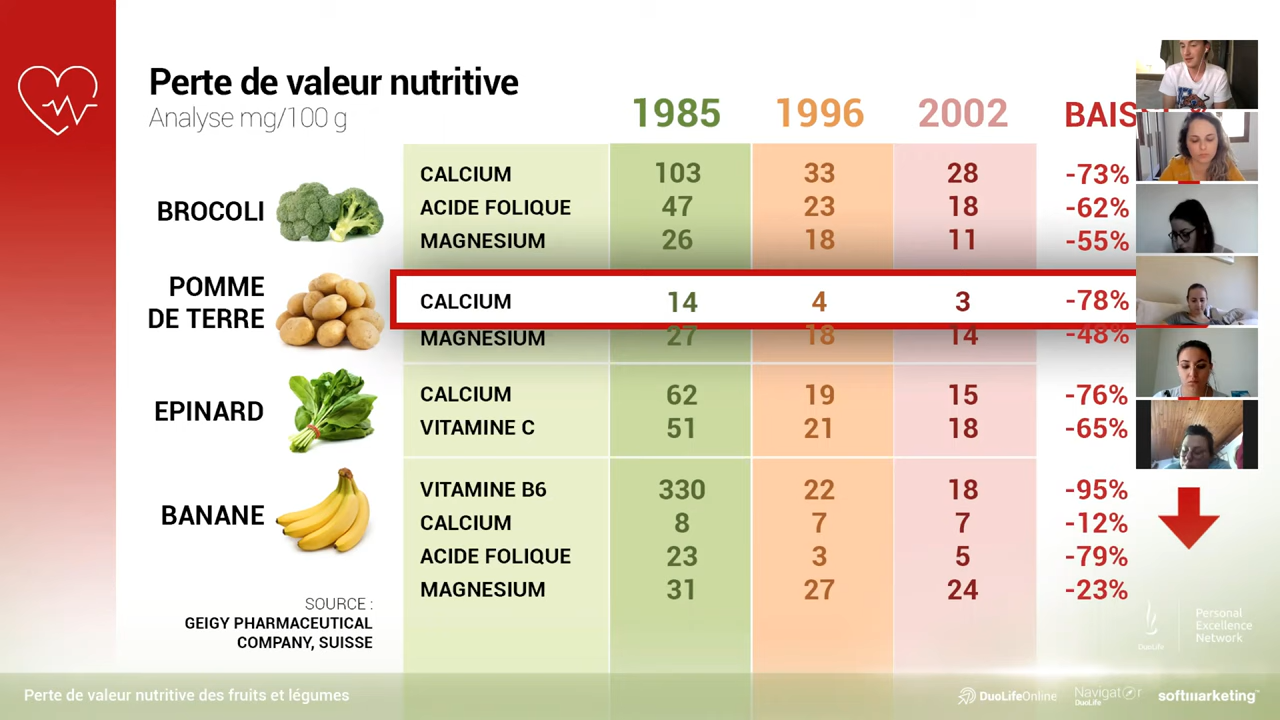 Perte de valeur nutritive
Analyse mg/100 g
1985 1996 2002
BROCOLI
CALCIUM 103 33 28 -73%
ACIDE FOLIQUE 47 23 18 -62%
MAGNESIUM 26 18 11 -55%
POMME
DE TERRE
CALCIUM 14 4 3 -78%
MAGNESIUM 27 18 14 -48%
EPINARD
CALCIUM 62 19 15 -76%
VITAMINE C 51 21 18 -65%
BANANE
VITAMINE B6 330 22 18 -95%
CALCIUM 8 7 7 -12%
ACIDE FOLIQUE 23 3 5 -79%
MAGNESIUM 31 27 24 -23%
SOURCE :
GEIGY PHARMACEUTICAL
COMPANY, SUISSE
DuoLife
Personal
Excellence
Network
Perte de valeur nutritive des fruits et légumes
DuoLifeOnline
Navigator
DuoLife
softmarketing™